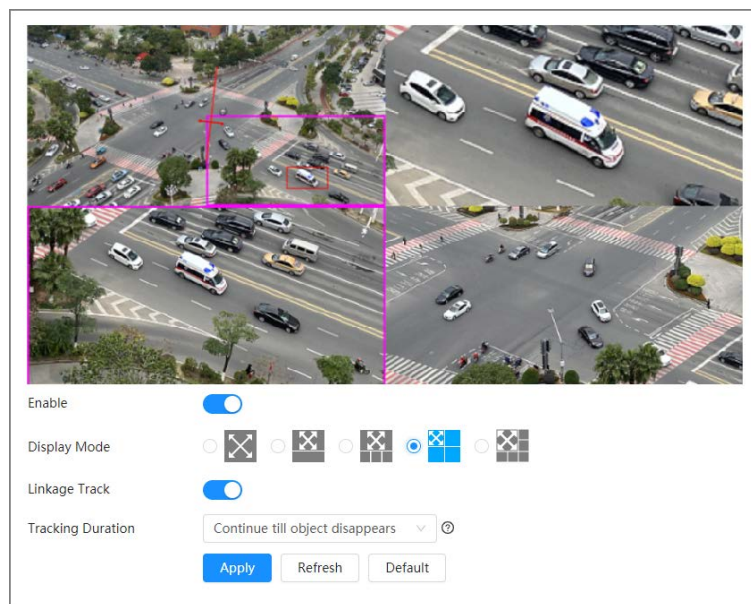 Enable
Display Mode
Linkage Track
Tracking Duration Continue till object disappears
Apply Refresh Default